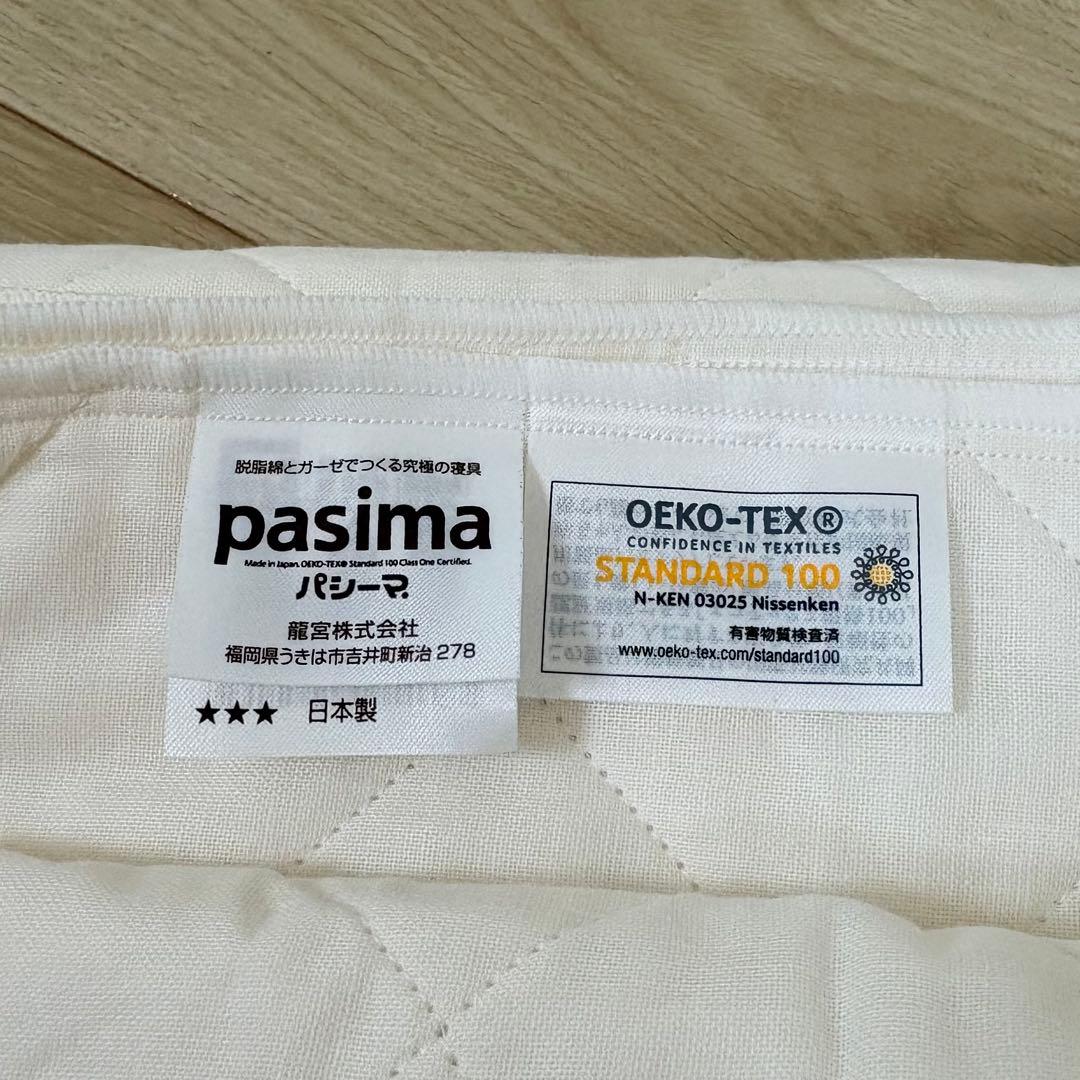 脱脂綿とガーゼでつくる究極の寝具
pasima
Made in Japan. OEKO-TEX® Standard 100 Class One Certified.
パシーマ®
龍宮株式会社
福岡県うきは市吉井町新治 278
★★★ 日本製
OEKO-TEX®
CONFIDENCE IN TEXTILES
STANDARD 100
N-KEN 03025 Nissenken
有害物質検査済
www.oeko-tex.com/standard100